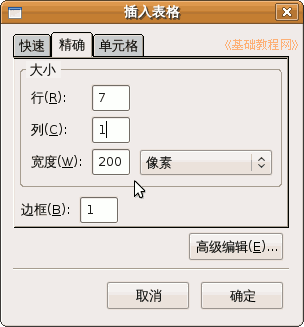 插入表格
快速 精确 单元格 《基础教程网》
大小
行(R): 7
列(C): 1
宽度(W): 200 像素
边框(B): 1
高级编辑(E)...
取消 确定